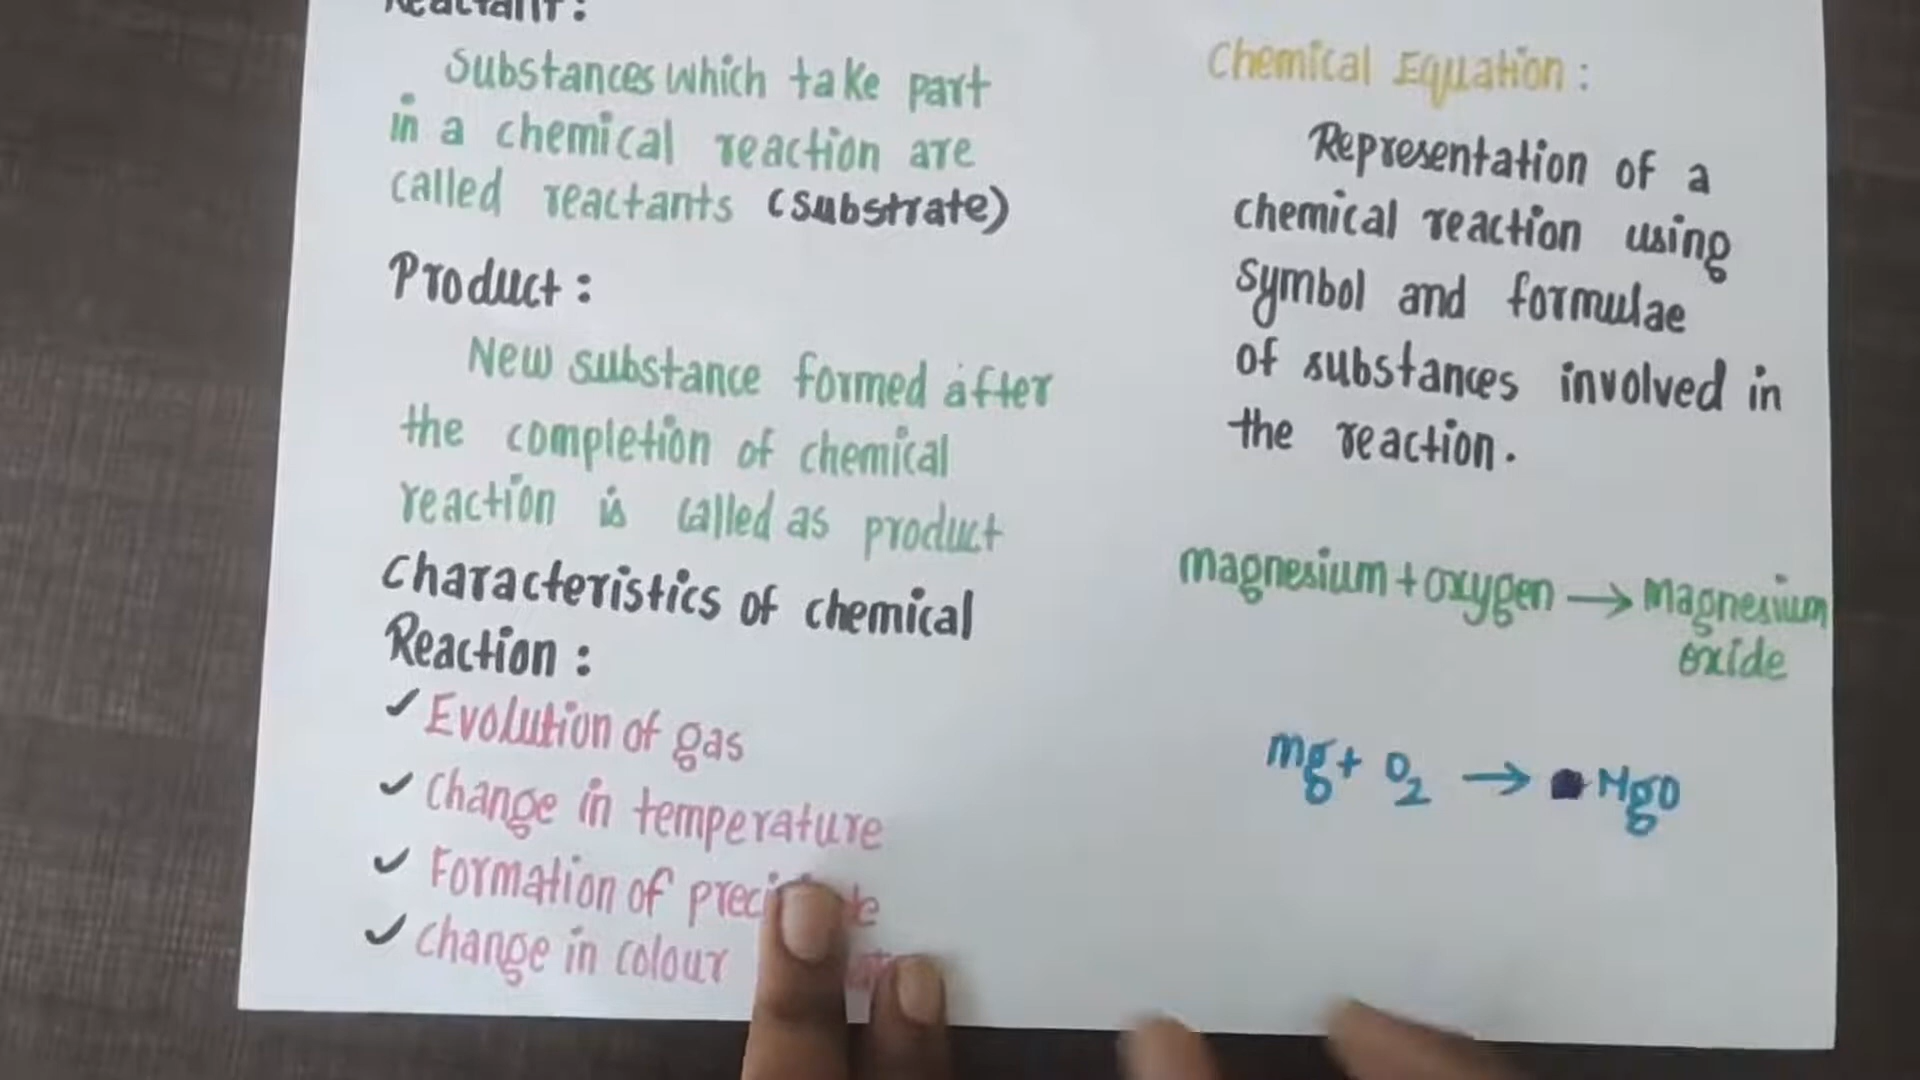 Reactant:
Substances which take part
in a chemical reaction are
called reactants (substrate)
Product:
New substance formed after
the completion of chemical
reaction is called as product
Characteristics of chemical
Reaction:
✓ Evolution of gas
✓ Change in temperature
✓ Formation of
✓ Change in colour
Chemical Equation:
Representation of a
chemical reaction using
symbol and formulae
of substances involved in
the reaction.
Magnesium + oxygen → Magnesium
oxide
Mg + O₂ → MgO